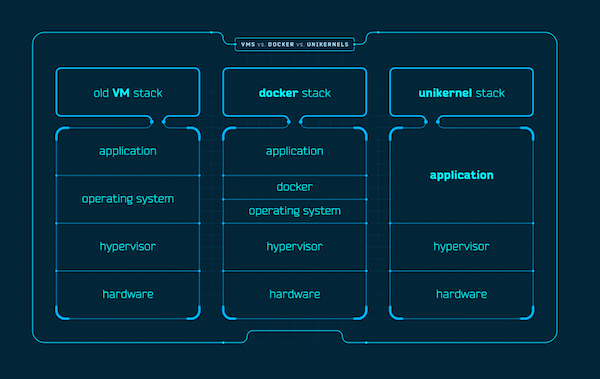 VMS vs. DOCKER vs. UNIKERNELS
old VM stack
application
operating system
hypervisor
hardware
docker stack
application
docker
operating system
hypervisor
hardware
unikernel stack
application
hypervisor
hardware